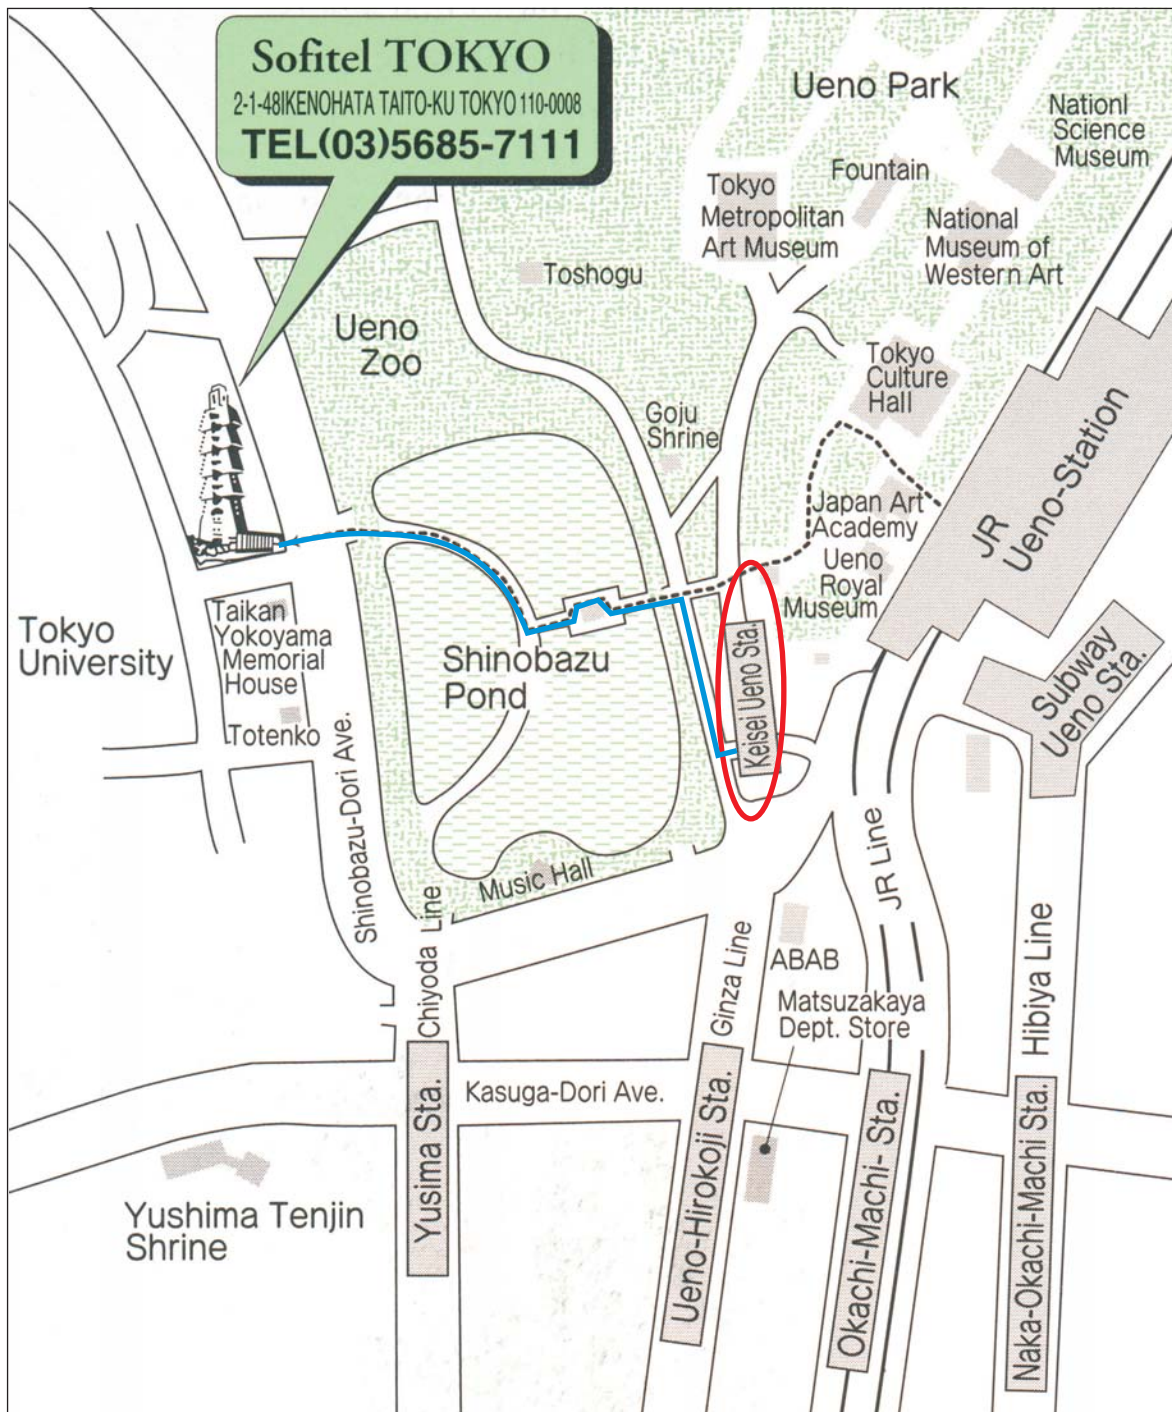 Sofitel TOKYO
2-1-48IKENOHATA TAITO-KU TOKYO 110-0008
TEL(03)5685-7111
Ueno Park
Nationl
Science
Museum
Fountain
Tokyo
Metropolitan
Art Museum
National
Museum of
Western Art
Toshogu
Ueno
Zoo
Tokyo
Culture
Hall
Goju
Shrine
JR
Ueno-Station
Japan Art
Academy
Ueno
Royal
Museum
Taikan
Yokoyama
Memorial
House
Tokyo
University
Shinobazu
Pond
Keisei Ueno Sta.
Subway
Ueno Sta.
Totenko
Shinobazu-Dori Ave.
Music Hall
JR Line
Chiyoda Line
Ginza Line
ABAB
Matsuzakaya
Dept. Store
Hibiya Line
Kasuga-Dori Ave.
Yusima Sta.
Ueno-Hirokoji Sta.
Okachi-Machi- Sta.
Naka-Okachi-Machi Sta.
Yushima Tenjin
Shrine